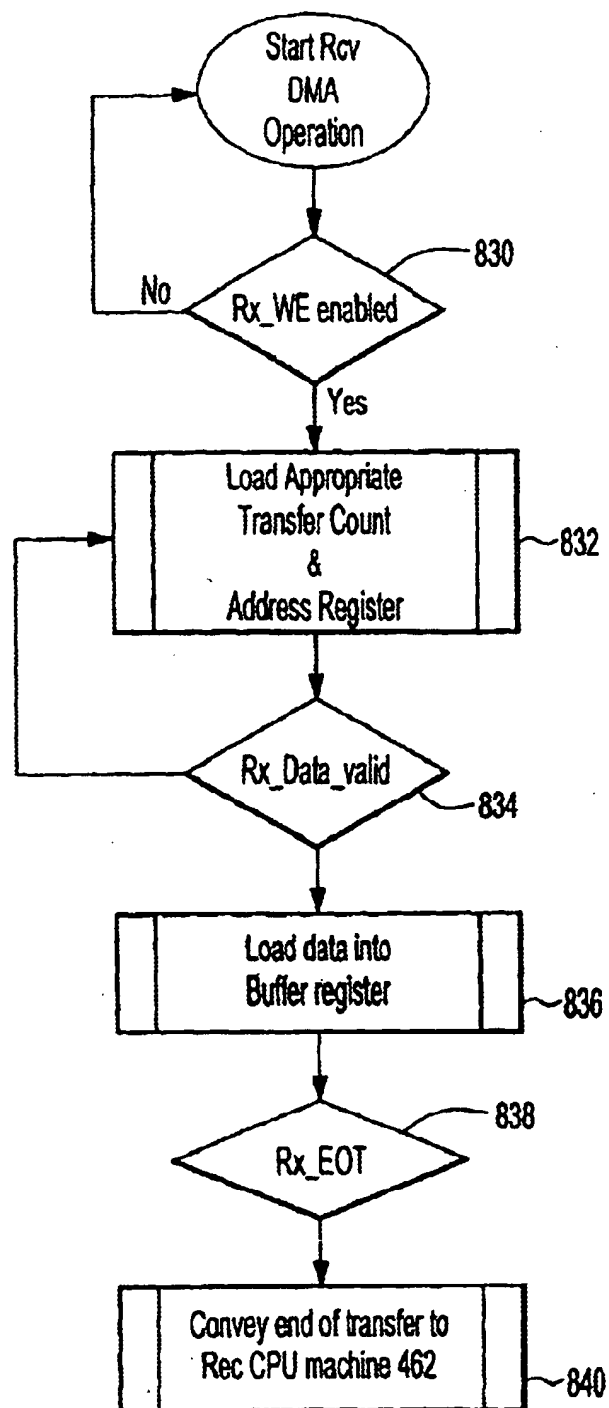 Start Rcv
DMA
Operation
830
No
Rx_WE enabled
Yes
Load Appropriate
Transfer Count
&
Address Register
832
Rx_Data_valid
834
Load data into
Buffer register
836
838
Rx_EOT
Convey end of transfer to
Rec CPU machine 462
840